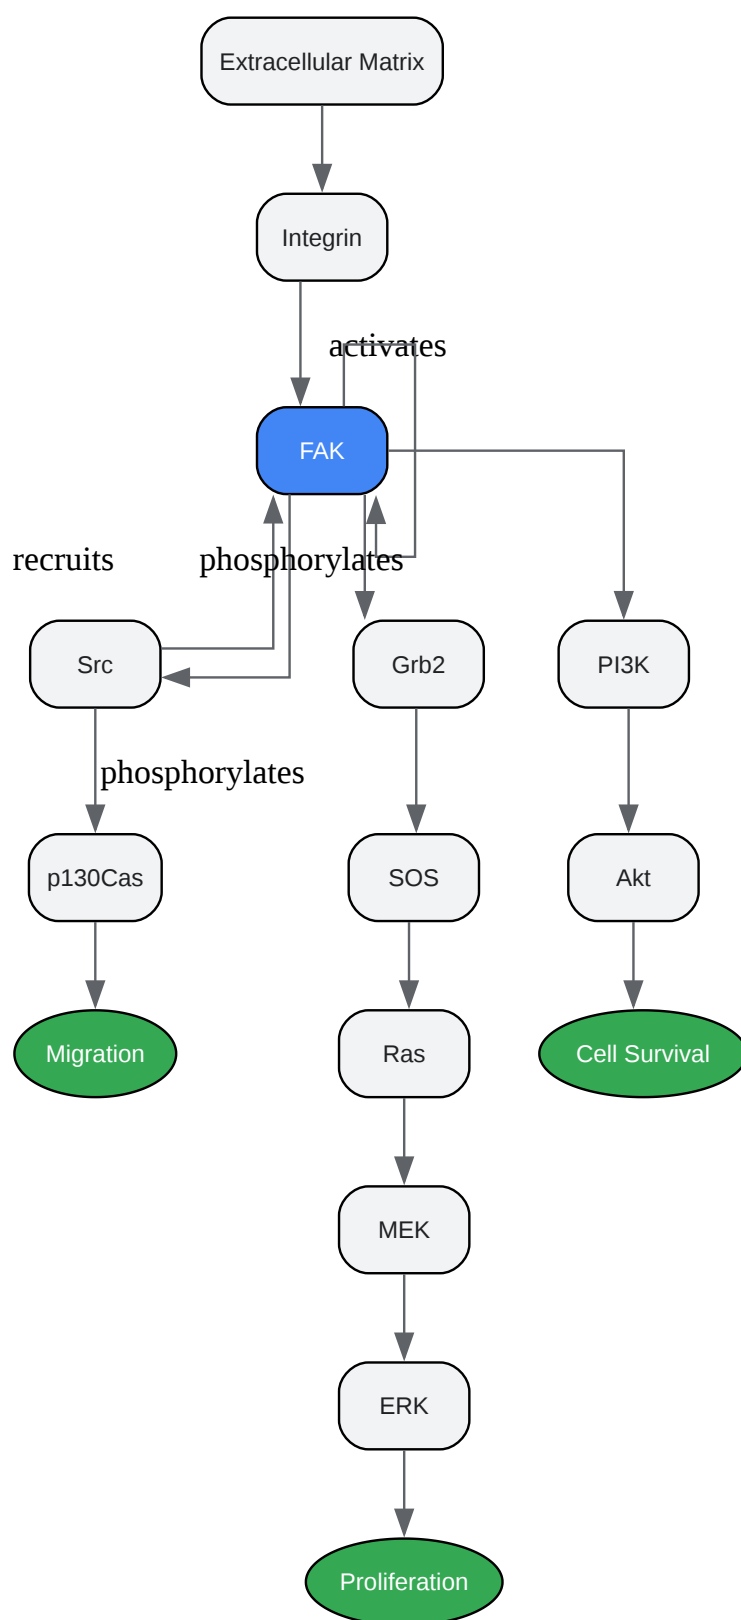 Extracellular Matrix
Integrin
activates
FAK
recruits
phosphorylates
Src
Grb2
PI3K
phosphorylates
p130Cas
SOS
Akt
Migration
Ras
Cell Survival
MEK
ERK
Proliferation